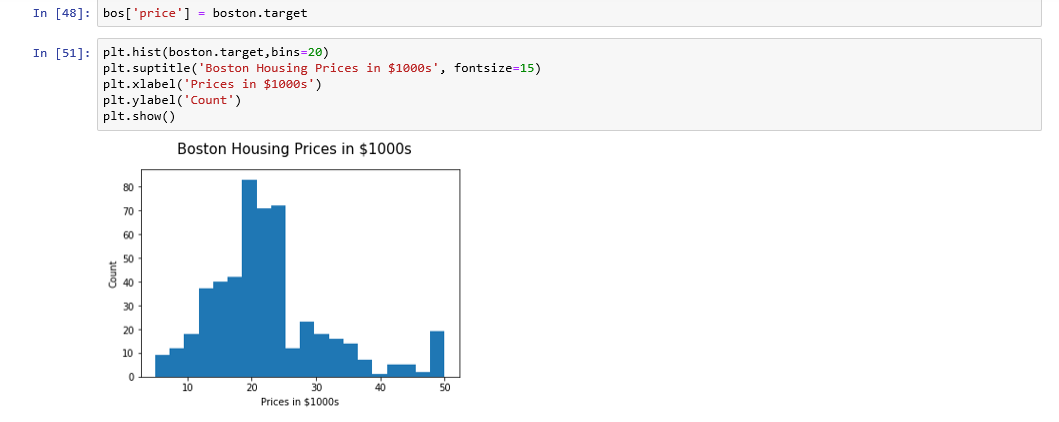 In [48]: bos['price'] = boston.target
In [51]: plt.hist(boston.target,bins=20)
plt.suptitle('Boston Housing Prices in $1000s', fontsize=15)
plt.xlabel('Prices in $1000s')
plt.ylabel('Count')
plt.show()
Boston Housing Prices in $1000s
80
70
60
50
40
30
20
10
0
Count
10 20 30 40 50
Prices in $1000s